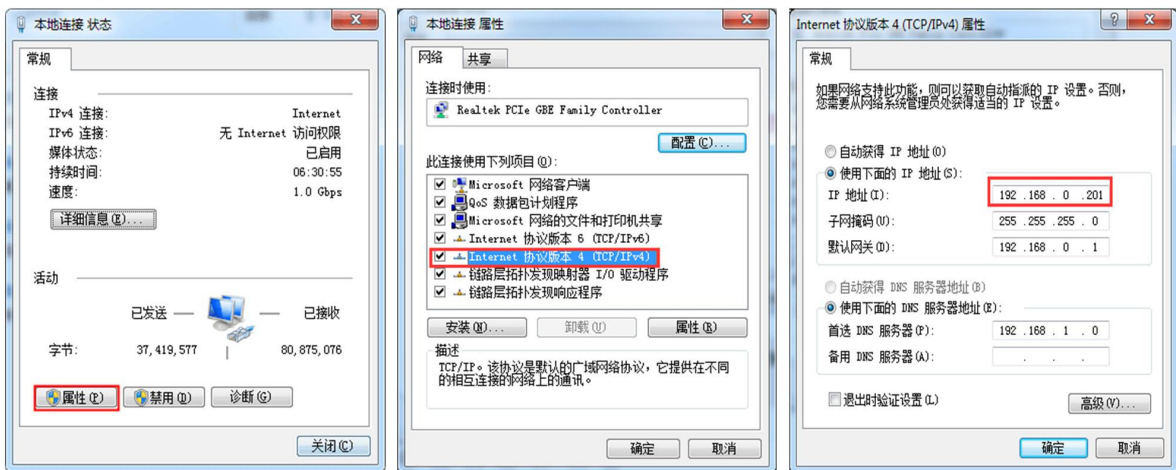 本地连接 状态
常规
连接
IPv4 连接: Internet
IPv6 连接: 无 Internet 访问权限
媒体状态: 已启用
持续时间: 06:30:55
速度: 1.0 Gbps
详细信息(E)...
活动
已发送 — — 已接收
字节: 37,419,577 | 80,875,076
属性(P) 禁用(D) 诊断(G)
关闭(C)
本地连接 属性
网络 共享
连接时使用:
Realtek PCIe GBE Family Controller
配置(C)...
此连接使用下列项目(O):
Microsoft 网络客户端
QoS 数据包计划程序
Microsoft 网络的文件和打印机共享
Internet 协议版本 6 (TCP/IPv6)
Internet 协议版本 4 (TCP/IPv4)
链路层拓扑发现映射器 I/O 驱动程序
链路层拓扑发现响应程序
安装(N)... 卸载(U) 属性(R)
描述
TCP/IP。该协议是默认的广域网络协议，它提供在不同
的相互连接的网络上的通讯。
确定 取消
Internet 协议版本 4 (TCP/IPv4) 属性
常规
如果网络支持此功能，则可以获取自动指派的 IP 设置。否则，
您需要从网络系统管理员处获得适当的 IP 设置。
自动获得 IP 地址(O)
使用下面的 IP 地址(S):
IP 地址(I): 192 .168 . 0 .201
子网掩码(U): 255 .255 .255 . 0
默认网关(D): 192 .168 . 0 . 1
自动获得 DNS 服务器地址(B)
使用下面的 DNS 服务器地址(E):
首选 DNS 服务器(P): 192 .168 . 1 . 0
备用 DNS 服务器(A): . . .
退出时验证设置(L)
高级(V)...
确定 取消